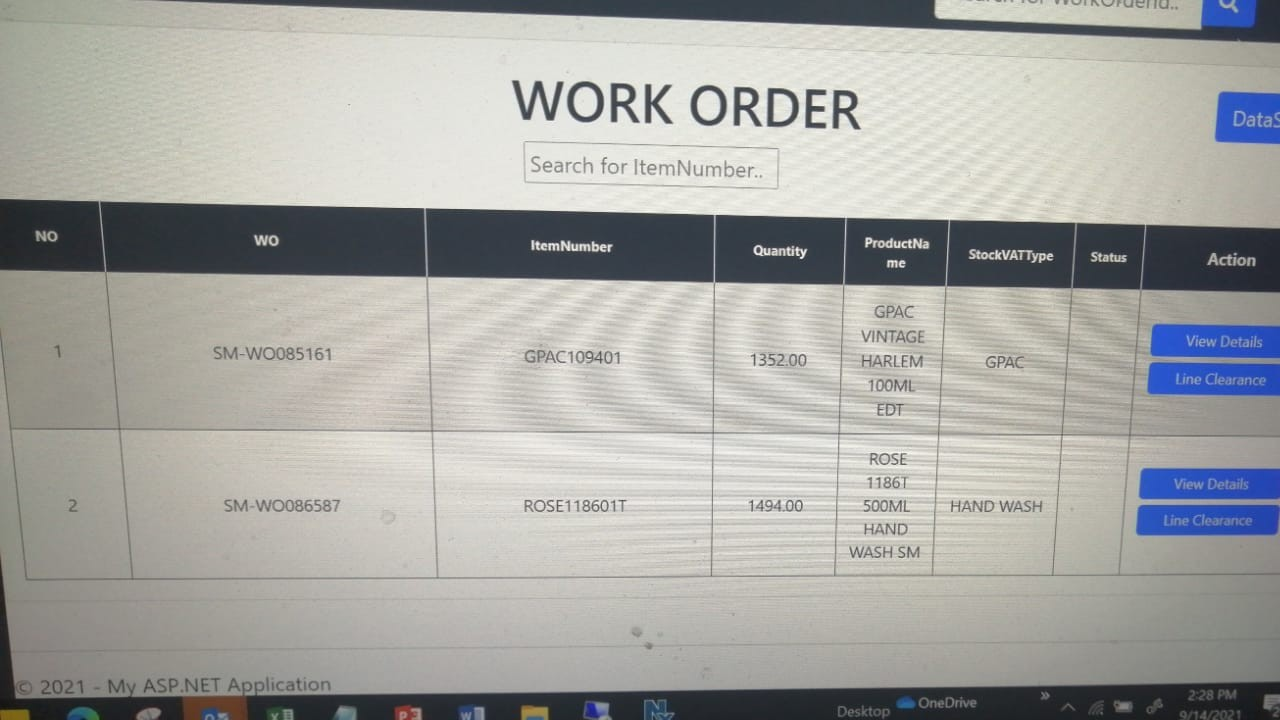 WORK ORDER
DataS
Search for ItemNumber..
NO WO ItemNumber Quantity ProductNa StockVATType Status Action
me
1 SM-WO085161 GPAC109401 1352.00 GPAC
VINTAGE
HARLEM
100ML
EDT
GPAC
View Details
Line Clearance
2 SM-WO086587 ROSE118601T 1494.00 ROSE
1186T
500ML
HAND
WASH SM
HAND WASH
View Details
Line Clearance
© 2021 - My ASP.NET Application
Desktop OneDrive
2:28 PM
9/14/2021